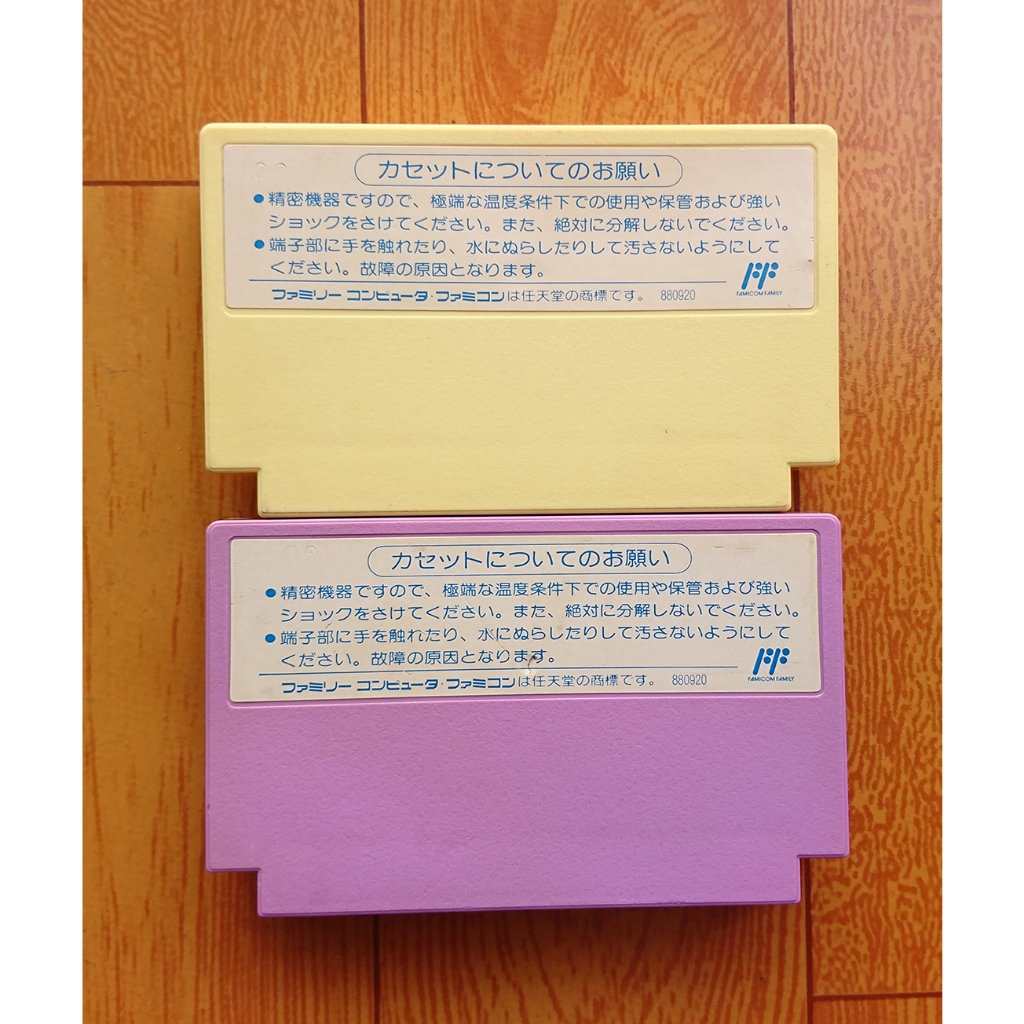 カセットについてのお願い
●精密機器ですので、極端な温度条件下での使用や保管および強い
ショックをさけてください。また、絶対に分解しないでください。
●端子部に手を触れたり、水にぬらしたりして汚さないようにして
ください。故障の原因となります。
ファミリー コンピュータ・ファミコンは任天堂の商標です。 880920
FF
FAMICOM FAMILY
カセットについてのお願い
●精密機器ですので、極端な温度条件下での使用や保管および強い
ショックをさけてください。また、絶対に分解しないでください。
●端子部に手を触れたり、水にぬらしたりして汚さないようにして
ください。故障の原因となります。
ファミリー コンピュータ・ファミコンは任天堂の商標です。 880920
FF
FAMICOM FAMILY